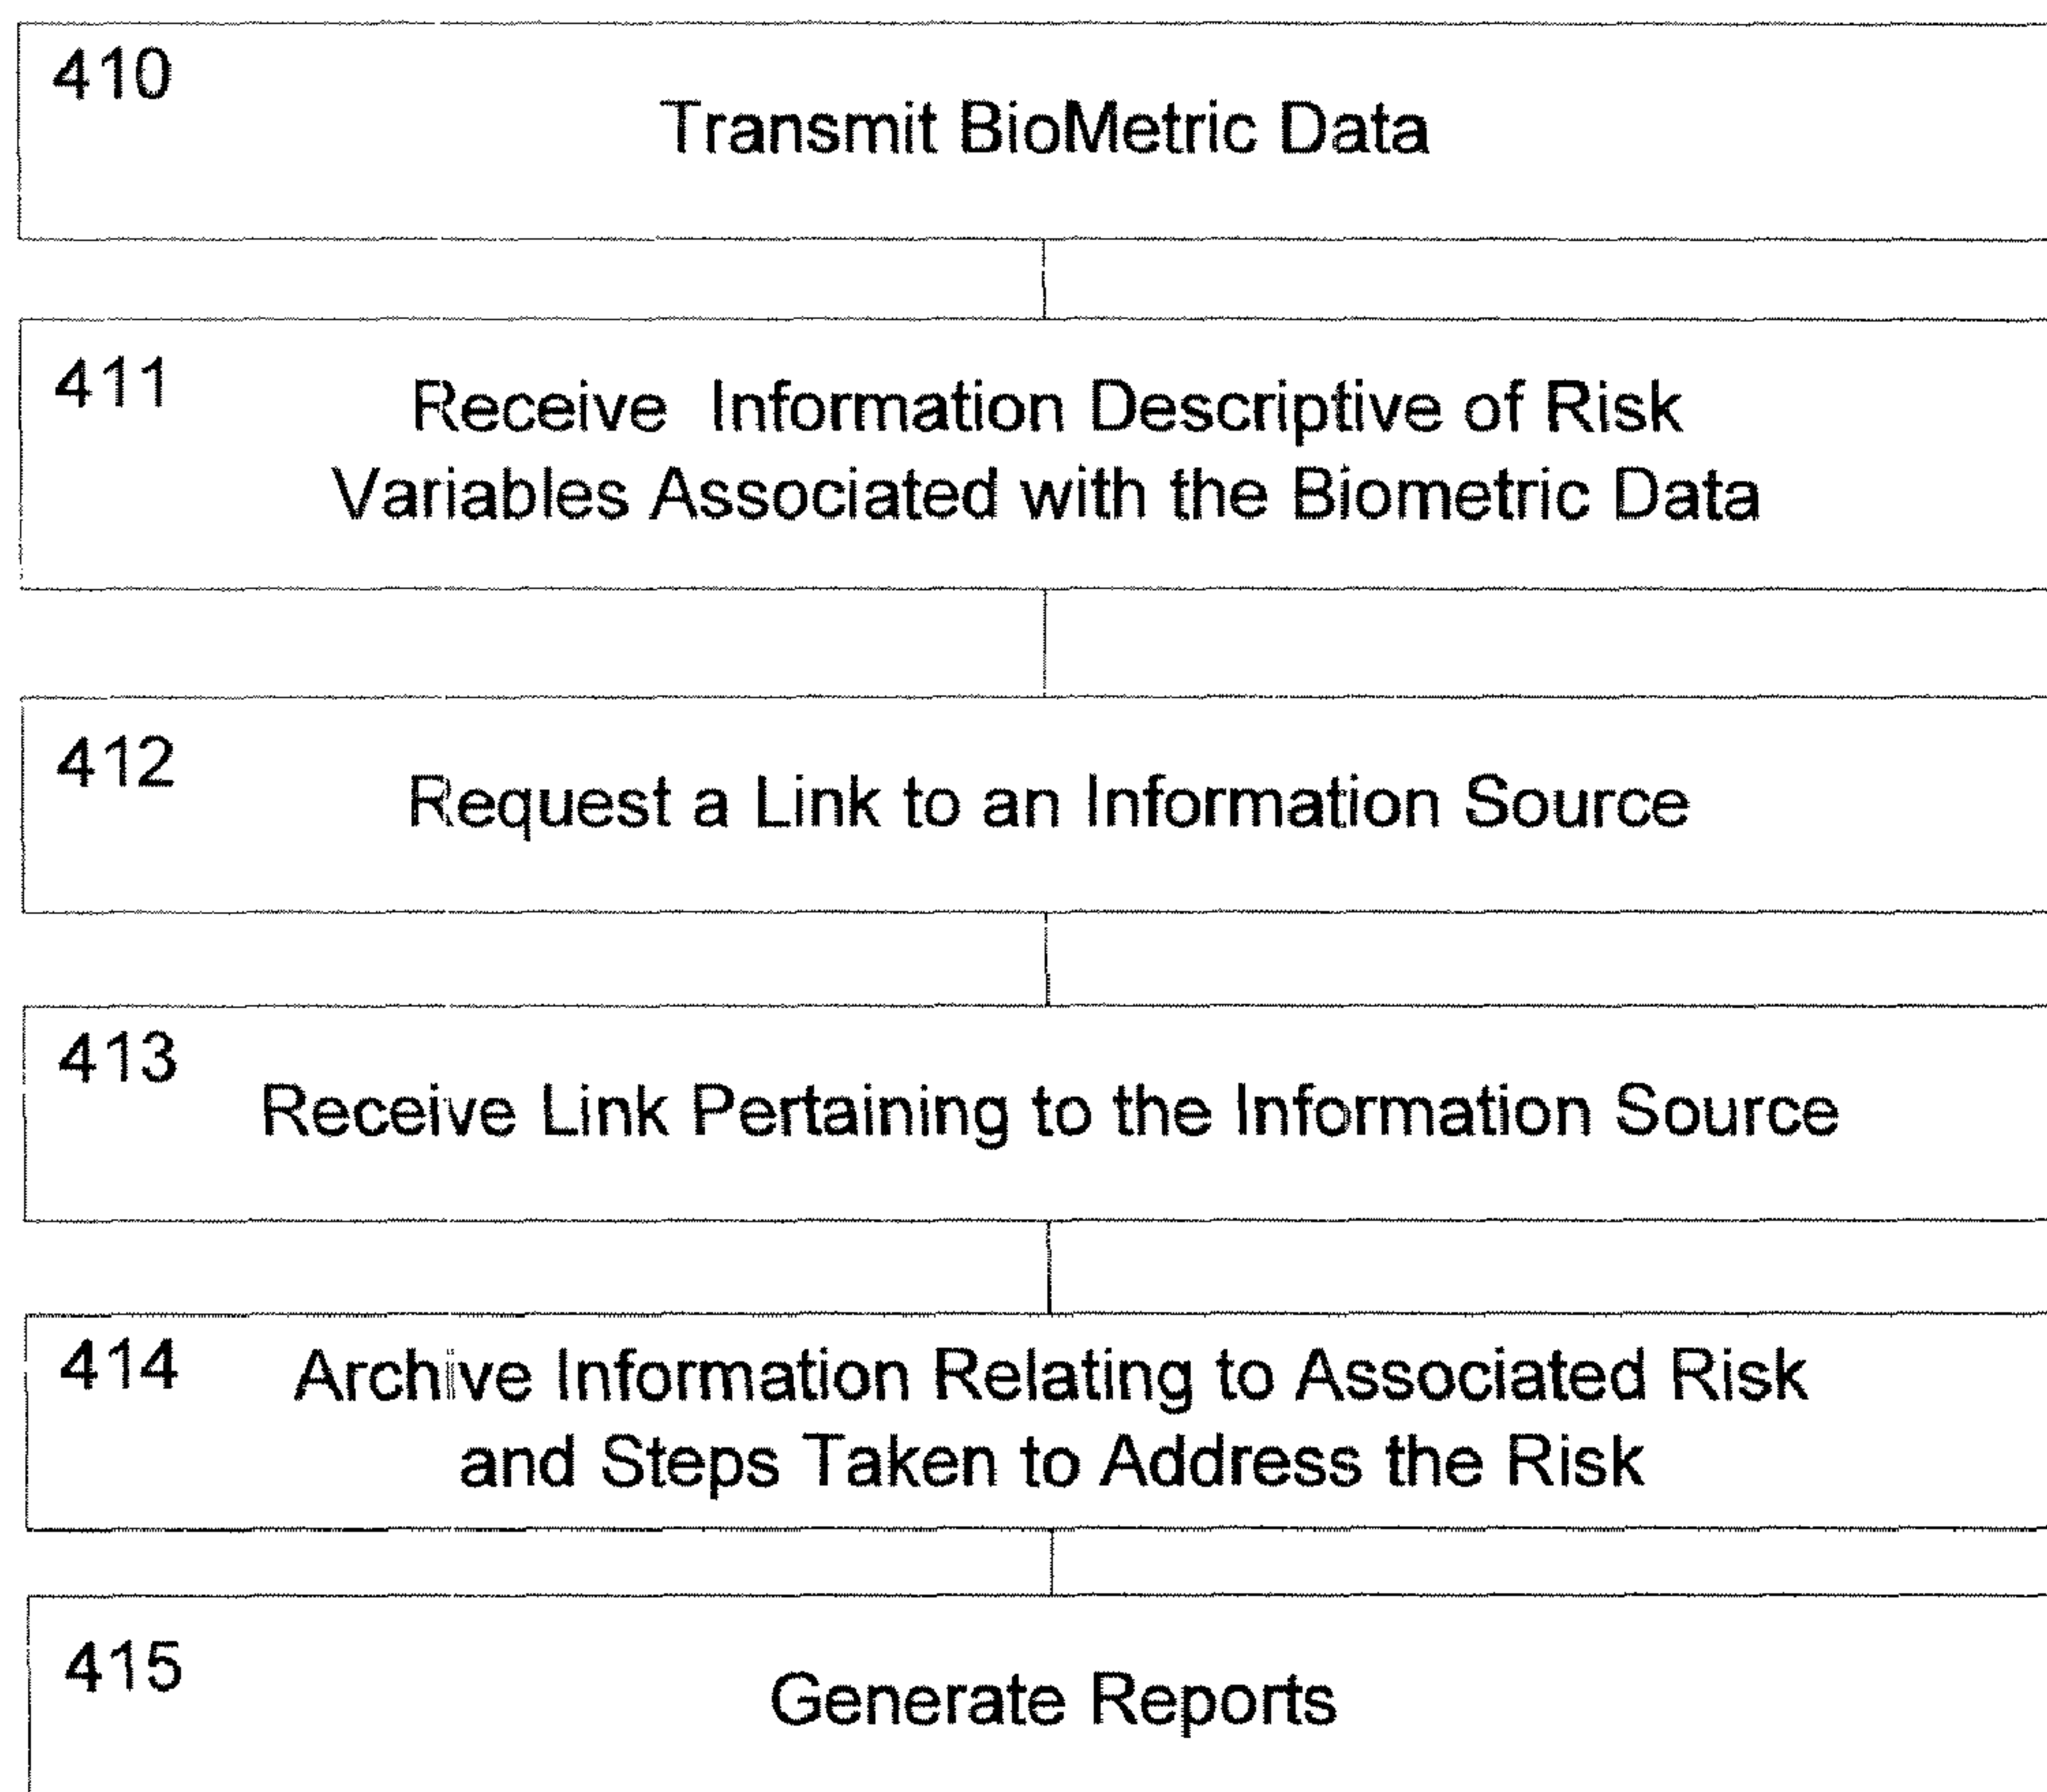 410
Transmit BioMetric Data
411
Receive Information Descriptive of Risk
Variables Associated with the Biometric Data
412
Request a Link to an Information Source
413
Receive Link Pertaining to the Information Source
414
Archive Information Relating to Associated Risk
and Steps Taken to Address the Risk
415
Generate Reports